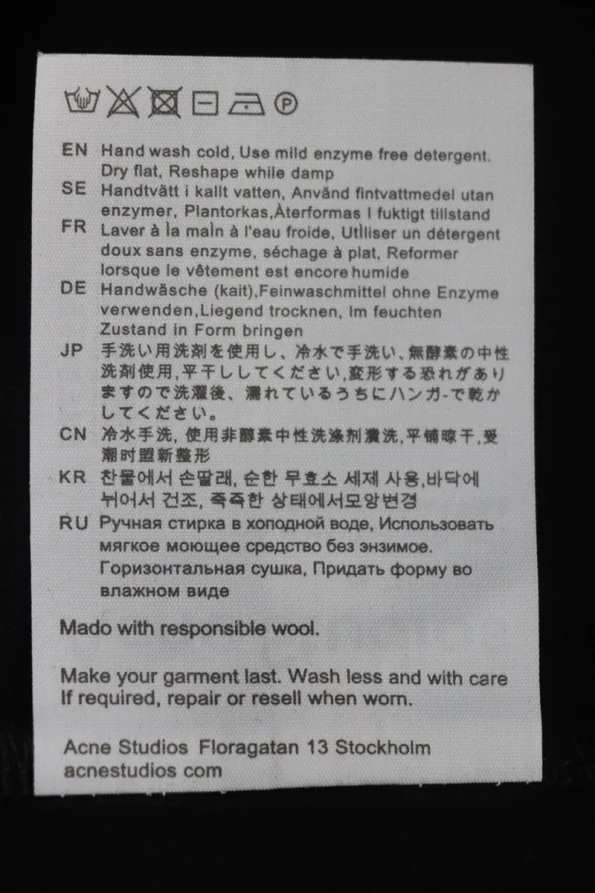 EN Hand wash cold, Use mild enzyme free detergent.
Dry flat, Reshape while damp
SE Handtvätt i kallt vatten, Använd fintvattmedel utan
enzymer, Plantorkas,Återformas I fuktigt tillstand
FR Laver à la maìn à l'eau froide, Utìliser un détergent
doux sans enzyme, séchage à plat, Reformer
lorsque le vêtement est encore humide
DE Handwäsche (kait),Feinwaschmittel ohne Enzyme
verwenden,Liegend trocknen, Im feuchten
Zustand in Form bringen
JP 手洗い用洗剤を使用し、冷水で手洗い、無酵素の中性
洗剤使用,平干ししてください,変形する恐れがあり
ますので洗濯後、濡れているうちにハンガ-で乾か
してください。
CN 冷水手洗, 使用非酵素中性洗涤剂洗,平铺晾干,受
潮时盟新整形
KR 찬물에서 손딸래, 순한 무효소 세제 사용,바닥에
뉘어서 건조, 죽죽한 상태에서모앙변경
RU Ручная стирка в хоподной воде, Использовать
мягкое моющее средство без энзимое.
Горизонтальная сушка, Придать форму во
влажном виде
Mado with responsible wool.
Make your garment last. Wash less and with care
If required, repair or resell when worn.
Acne Studios Floragatan 13 Stockholm
acnestudios com